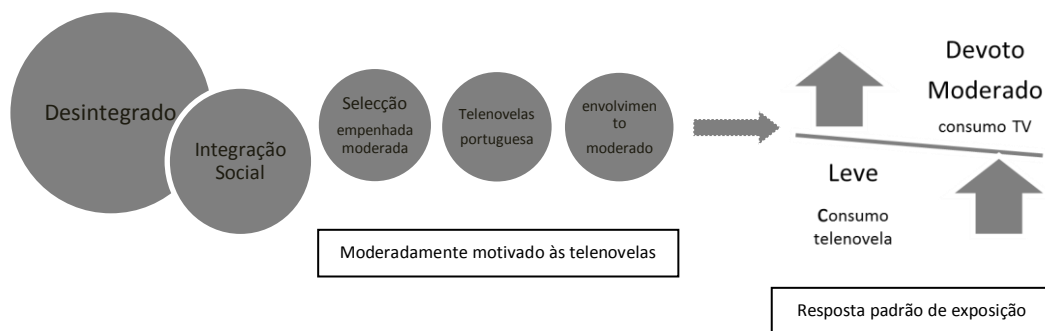 Desintegrado
Integração
Social
Selecção
empenhada
moderada
Telenovelas
portuguesa
envolvimen
to
moderado
Devoto
Moderado
consumo TV
Leve
Consumo
telenovela
Moderadamente motivado às telenovelas
Resposta padrão de exposição